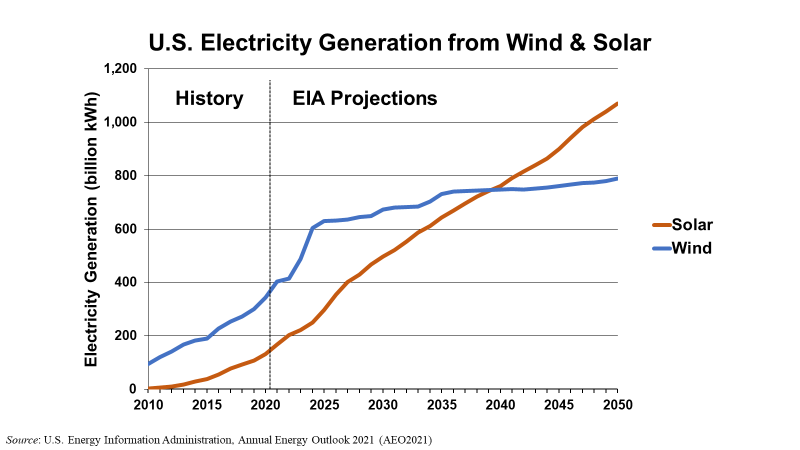 U.S. Electricity Generation from Wind & Solar
Electricity Generation (billion kWh)
1,200
1,000
800
600
400
200
0
History
EIA Projections
Solar
Wind
2010 2015 2020 2025 2030 2035 2040 2045 2050
Source: U.S. Energy Information Administration, Annual Energy Outlook 2021 (AEO2021)